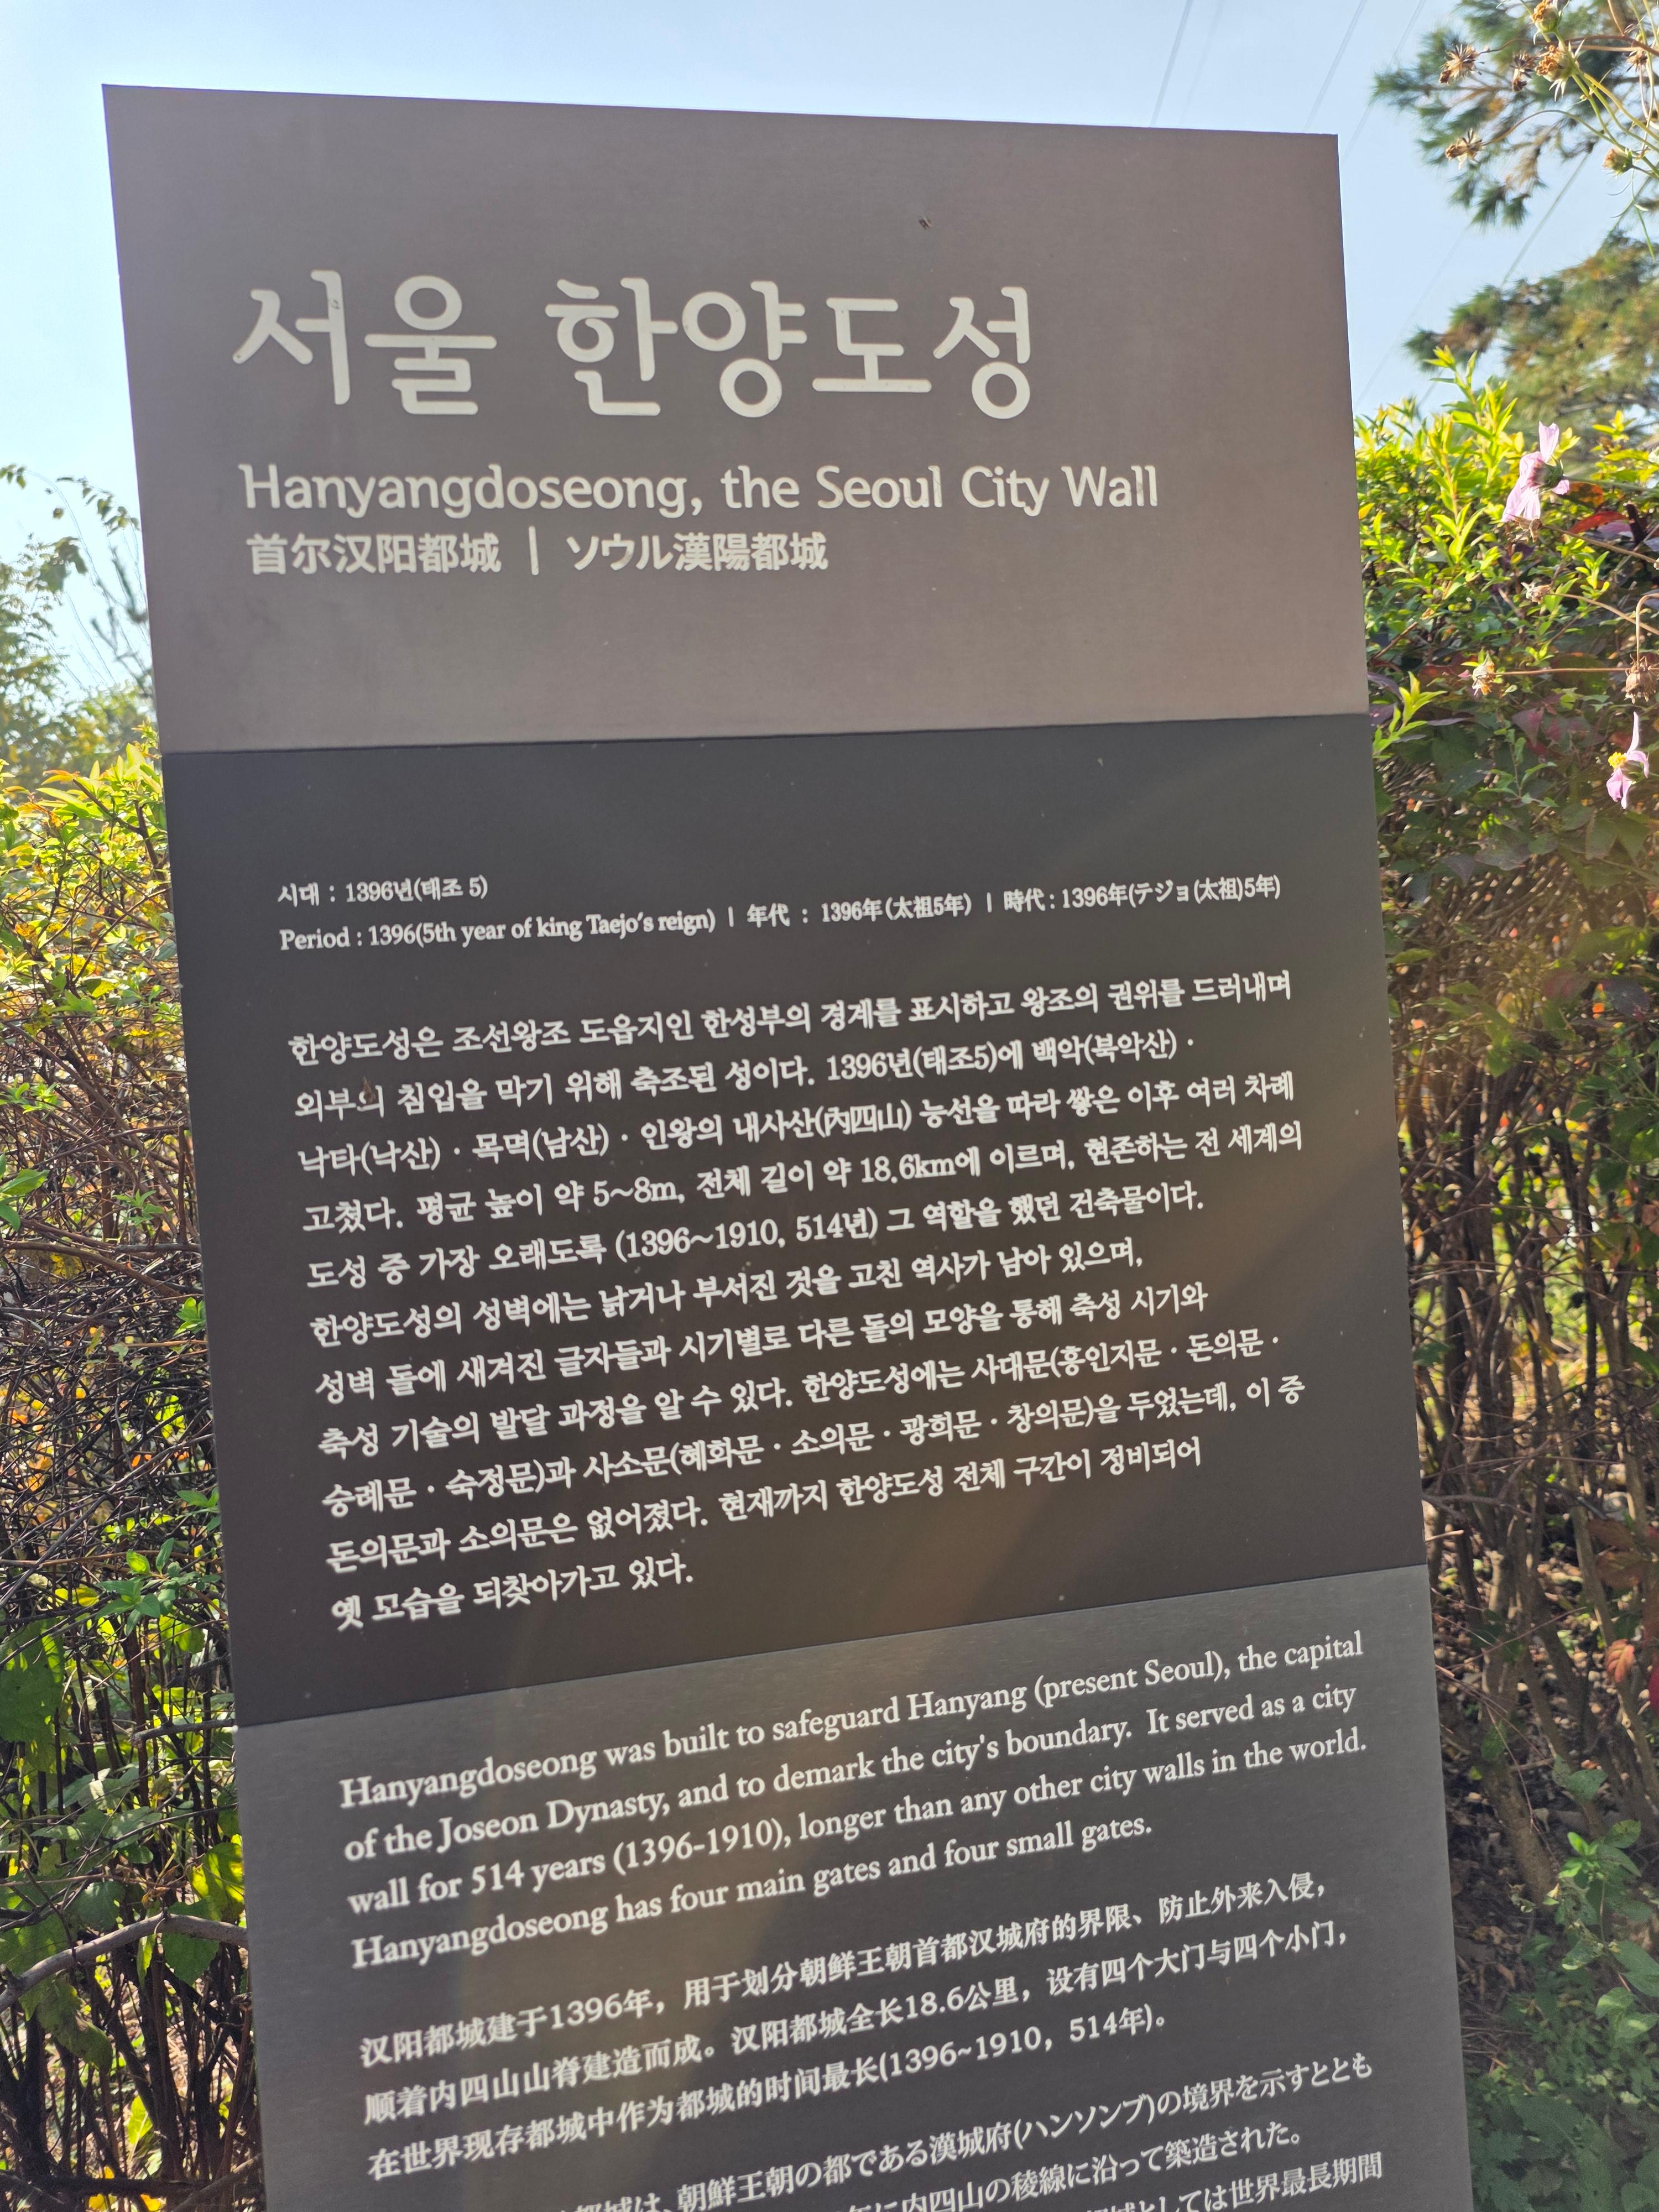 서울 한양도성
Hanyangdoseong, the Seoul City Wall
首尔汉阳都城 | ソウル漢陽都城
시대 : 1396년(태조 5)
Period : 1396(5th year of king Taejo's reign) | 年代 : 1396年(太祖5年) | 時代 : 1396年(テジョ(太祖)5年)
한양도성은 조선왕조 도읍지인 한성부의 경계를 표시하고 왕조의 권위를 드러내며
외부의 침입을 막기 위해 축조된 성이다. 1396년(태조5)에 백악(북악산) ·
낙타(낙산) · 목멱(남산) · 인왕의 내사산(內四山) 능선을 따라 쌓은 이후 여러 차례
고쳤다. 평균 높이 약 5~8m, 전체 길이 약 18.6km에 이르며, 현존하는 전 세계의
도성 중 가장 오래도록 (1396~1910, 514년) 그 역할을 했던 건축물이다.
한양도성의 성벽에는 낡거나 부서진 것을 고친 역사가 남아 있으며,
성벽 돌에 새겨진 글자들과 시기별로 다른 돌의 모양을 통해 축성 시기와
축성 기술의 발달 과정을 알 수 있다. 한양도성에는 사대문(흥인지문 · 돈의문 ·
숭례문 · 숙정문)과 사소문(혜화문 · 소의문 · 광희문 · 창의문)을 두었는데, 이 중
돈의문과 소의문은 없어졌다. 현재까지 한양도성 전체 구간이 정비되어
옛 모습을 되찾아가고 있다.
Hanyangdoseong was built to safeguard Hanyang (present Seoul), the capital
of the Joseon Dynasty, and to demark the city's boundary. It served as a city
wall for 514 years (1396-1910), longer than any other city walls in the world.
Hanyangdoseong has four main gates and four small gates.
汉阳都城建于1396年，用于划分朝鲜王朝首都汉城府的界限、防止外来入侵，
顺着内四山山脊建造而成。汉阳都城全长18.6公里，设有四个大门与四个小门，
在世界现存都城中作为都城的时间最长(1396~1910，514年)。
都城は、朝鮮王朝の都である漢城府(ハンソンブ)の境界を示すととも
年に内四山の稜線に沿って築造された。
としては世界最長期間